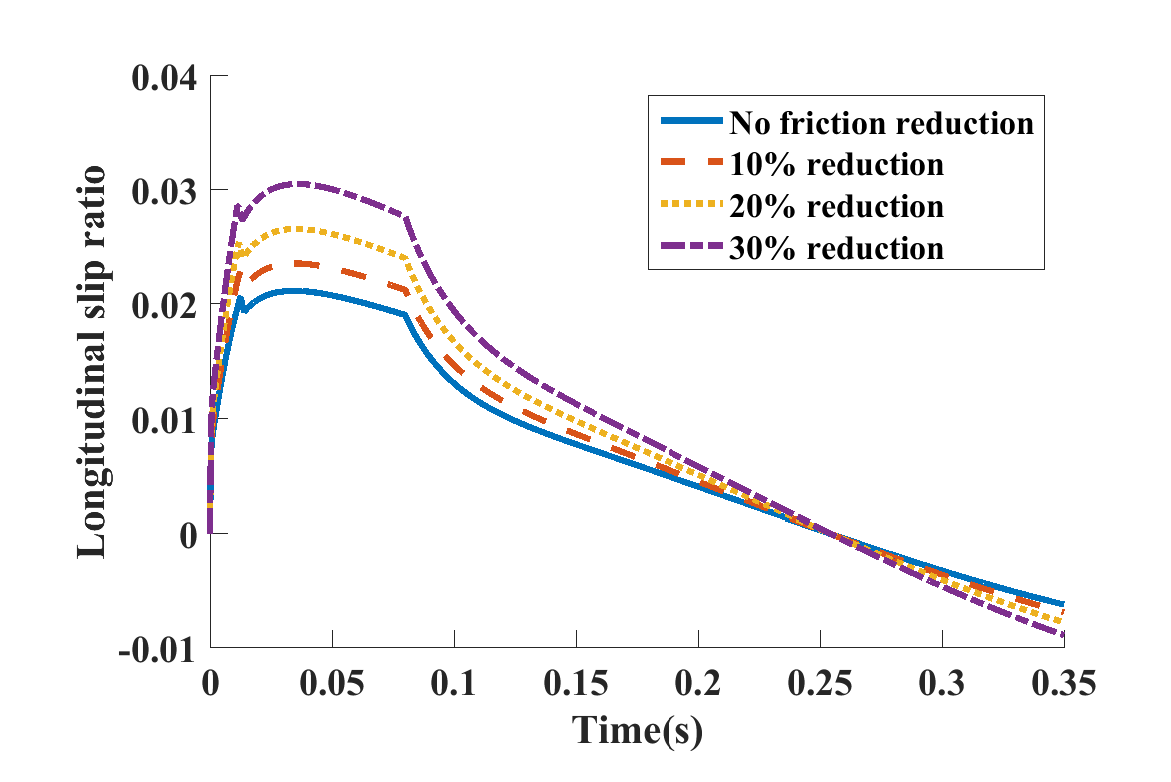 0.04
0.03
0.02
0.01
0
-0.01
Longitudinal slip ratio
No friction reduction
10% reduction
20% reduction
30% reduction
0 0.05 0.1 0.15 0.2 0.25 0.3 0.35
Time(s)